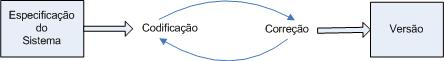 Especificação
do
Sistema
Codificação
Correção
Versão